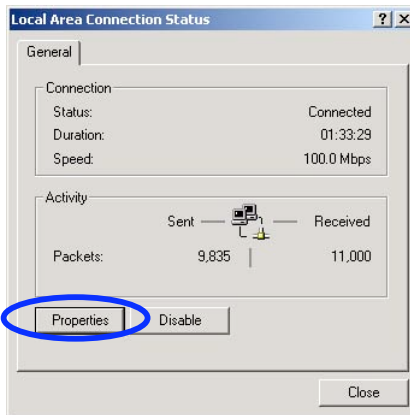 Local Area Connection Status ? X
General
Connection
Status: Connected
Duration: 01:33:29
Speed: 100.0 Mbps
Activity
Sent Received
Packets: 9,835 11,000
Properties Disable
Close